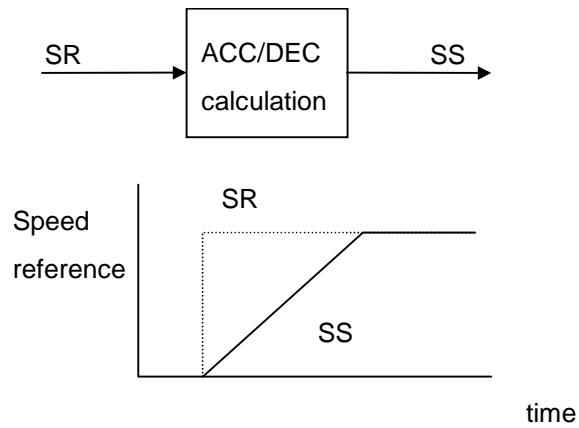 SR
ACC/DEC
calculation
SS
SR
Speed
reference
SS
time